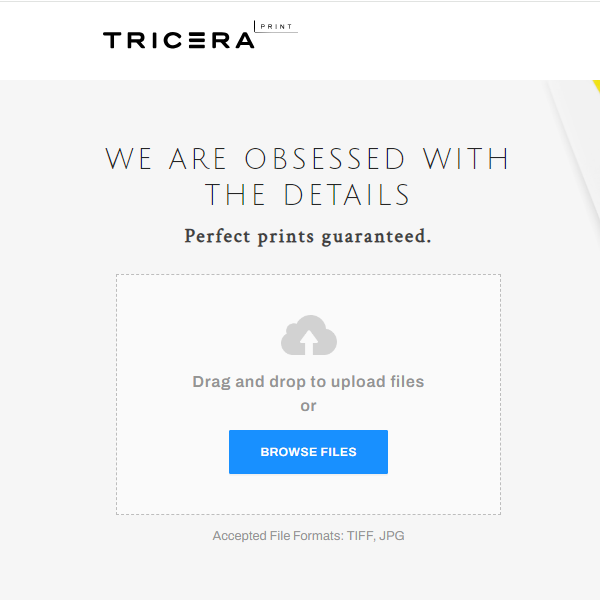 TRICERA PRINT
WE ARE OBSESSED WITH
THE DETAILS
Perfect prints guaranteed.
Drag and drop to upload files
or
BROWSE FILES
Accepted File Formats: TIFF, JPG